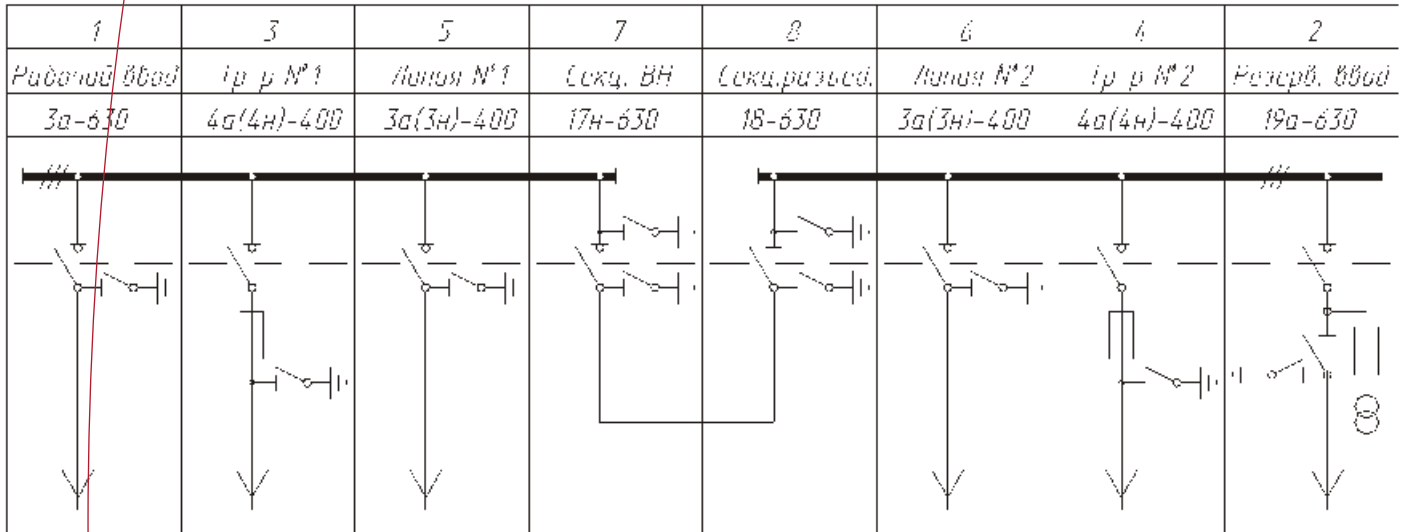 1 3 5 7 8 6 4 2
Рабочий ввод Тр-р №1 Линия №1 Секц. ВН Секц.разъед. Линия №2 Тр-р №2 Резерв. ввод
3а-630 4а(4н)-400 3а(3н)-400 17н-630 18-630 3а(3н)-400 4а(4н)-400 19а-630